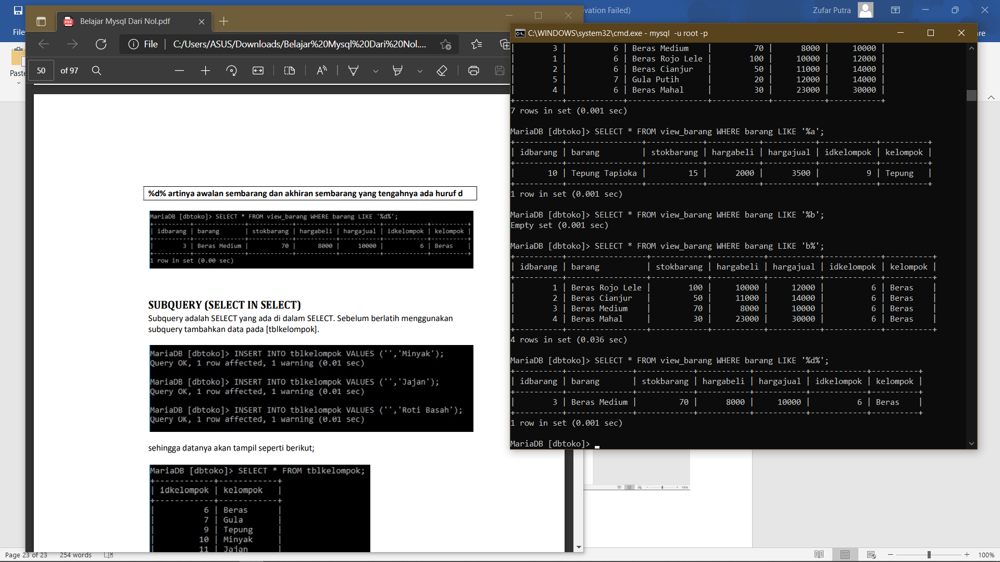 ivation Failed)
Zufar Putra
File
Paste
re
Belajar Mysql Dari Nol.pdf
File
C:/Users/ASUS/Downloads/Belajar%20Mysql%20Dari%20Nol....
50 of 97
%d% artinya awalan sembarang dan akhiran sembarang yang tengahnya ada huruf d
MariaDB [dbtoko]> SELECT * FROM view_barang WHERE barang LIKE '%d%';
| idbarang | barang | stokbarang | hargabeli | hargajual | idkelompok | kelompok |
| 3 | Beras Medium | 70 | 8000 | 10000 | 6 | Beras |
1 row in set (0.00 sec)
SUBQUERY (SELECT IN SELECT)
Subquery adalah SELECT yang ada di dalam SELECT. Sebelum berlatih menggunakan
subquery tambahkan data pada [tblkelompok].
MariaDB [dbtoko]> INSERT INTO tblkelompok VALUES ('','Minyak');
Query OK, 1 row affected, 1 warning (0.01 sec)
MariaDB [dbtoko]> INSERT INTO tblkelompok VALUES ('','Jajan');
Query OK, 1 row affected, 1 warning (0.01 sec)
MariaDB [dbtoko]> INSERT INTO tblkelompok VALUES ('','Roti Basah');
Query OK, 1 row affected, 1 warning (0.01 sec)
sehingga datanya akan tampil seperti berikut;
MariaDB [dbtoko]> SELECT * FROM tblkelompok;
| idkelompok | kelompok |
| 6 | Beras |
| 7 | Gula |
| 9 | Tepung |
| 10 | Minyak |
| 11 | Jajan |
C:\WINDOWS\system32\cmd.exe - mysql -u root -p
| 3 | 6 | Beras Medium | 70 | 8000 | 10000 |
| 1 | 6 | Beras Rojo Lele | 100 | 10000 | 12000 |
| 2 | 6 | Beras Cianjur | 50 | 11000 | 14000 |
| 5 | 7 | Gula Putih | 20 | 12000 | 14000 |
| 4 | 6 | Beras Mahal | 30 | 23000 | 30000 |
7 rows in set (0.001 sec)
MariaDB [dbtoko]> SELECT * FROM view_barang WHERE barang LIKE '%a';
| idbarang | barang | stokbarang | hargabeli | hargajual | idkelompok | kelompok |
| 10 | Tepung Tapioka | 15 | 2000 | 3500 | 9 | Tepung |
1 row in set (0.001 sec)
MariaDB [dbtoko]> SELECT * FROM view_barang WHERE barang LIKE '%b';
Empty set (0.001 sec)
MariaDB [dbtoko]> SELECT * FROM view_barang WHERE barang LIKE 'b%';
| idbarang | barang | stokbarang | hargabeli | hargajual | idkelompok | kelompok |
| 1 | Beras Rojo Lele | 100 | 10000 | 12000 | 6 | Beras |
| 2 | Beras Cianjur | 50 | 11000 | 14000 | 6 | Beras |
| 3 | Beras Medium | 70 | 8000 | 10000 | 6 | Beras |
| 4 | Beras Mahal | 30 | 23000 | 30000 | 6 | Beras |
4 rows in set (0.036 sec)
MariaDB [dbtoko]> SELECT * FROM view_barang WHERE barang LIKE '%d%';
| idbarang | barang | stokbarang | hargabeli | hargajual | idkelompok | kelompok |
| 3 | Beras Medium | 70 | 8000 | 10000 | 6 | Beras |
1 row in set (0.001 sec)
MariaDB [dbtoko]>
100%
Page 23 of 23 254 words
100%